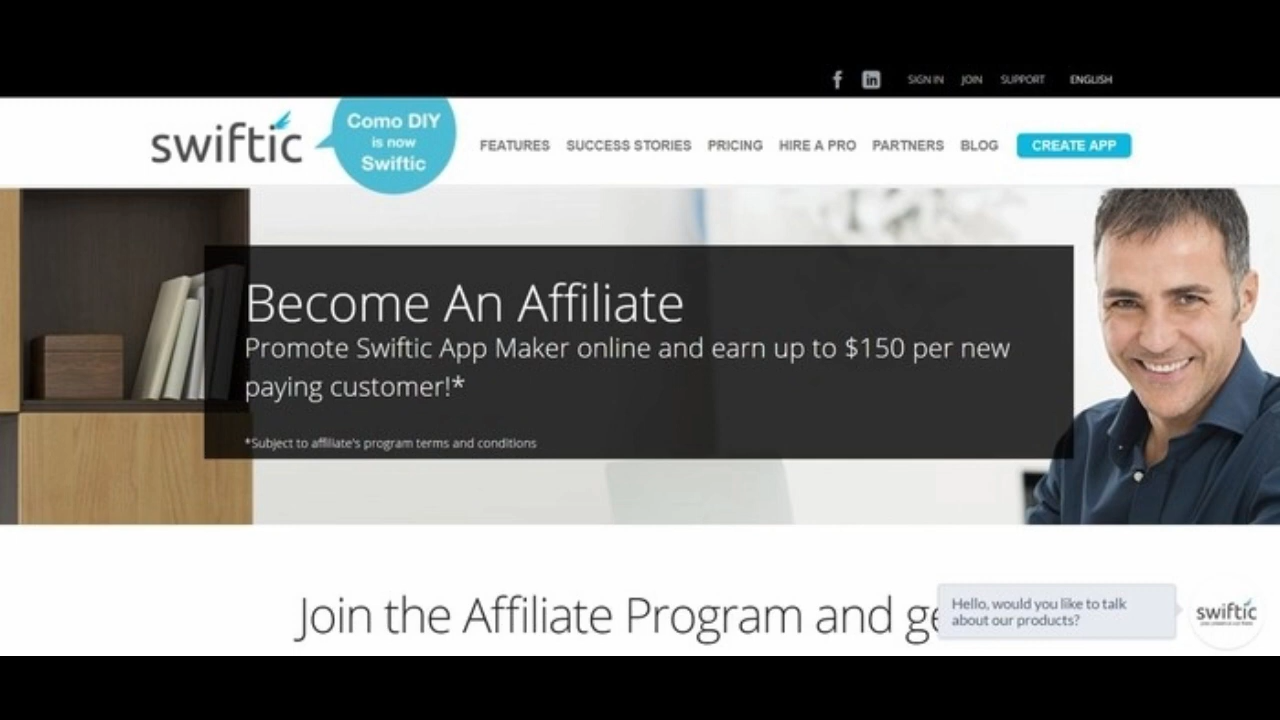 SIGN IN JOIN SUPPORT ENGLISH
swiftic
Como DIY
is now
Swiftic
FEATURES SUCCESS STORIES PRICING HIRE A PRO PARTNERS BLOG CREATE APP
Become An Affiliate
Promote Swiftic App Maker online and earn up to $150 per new
paying customer!*
*Subject to affiliate's program terms and conditions
Join the Affiliate Program and
Hello, would you like to talk
about our products?
swiftic